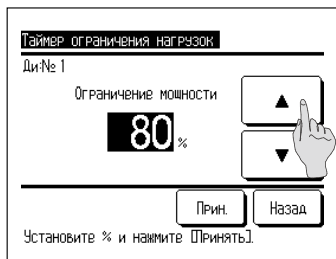 Таймер ограничения нагрузок
Ди:№ 1
Ограничение мощности
▲
80 %
▼
Прин. Назад
Установите % и нажмите [Принять].